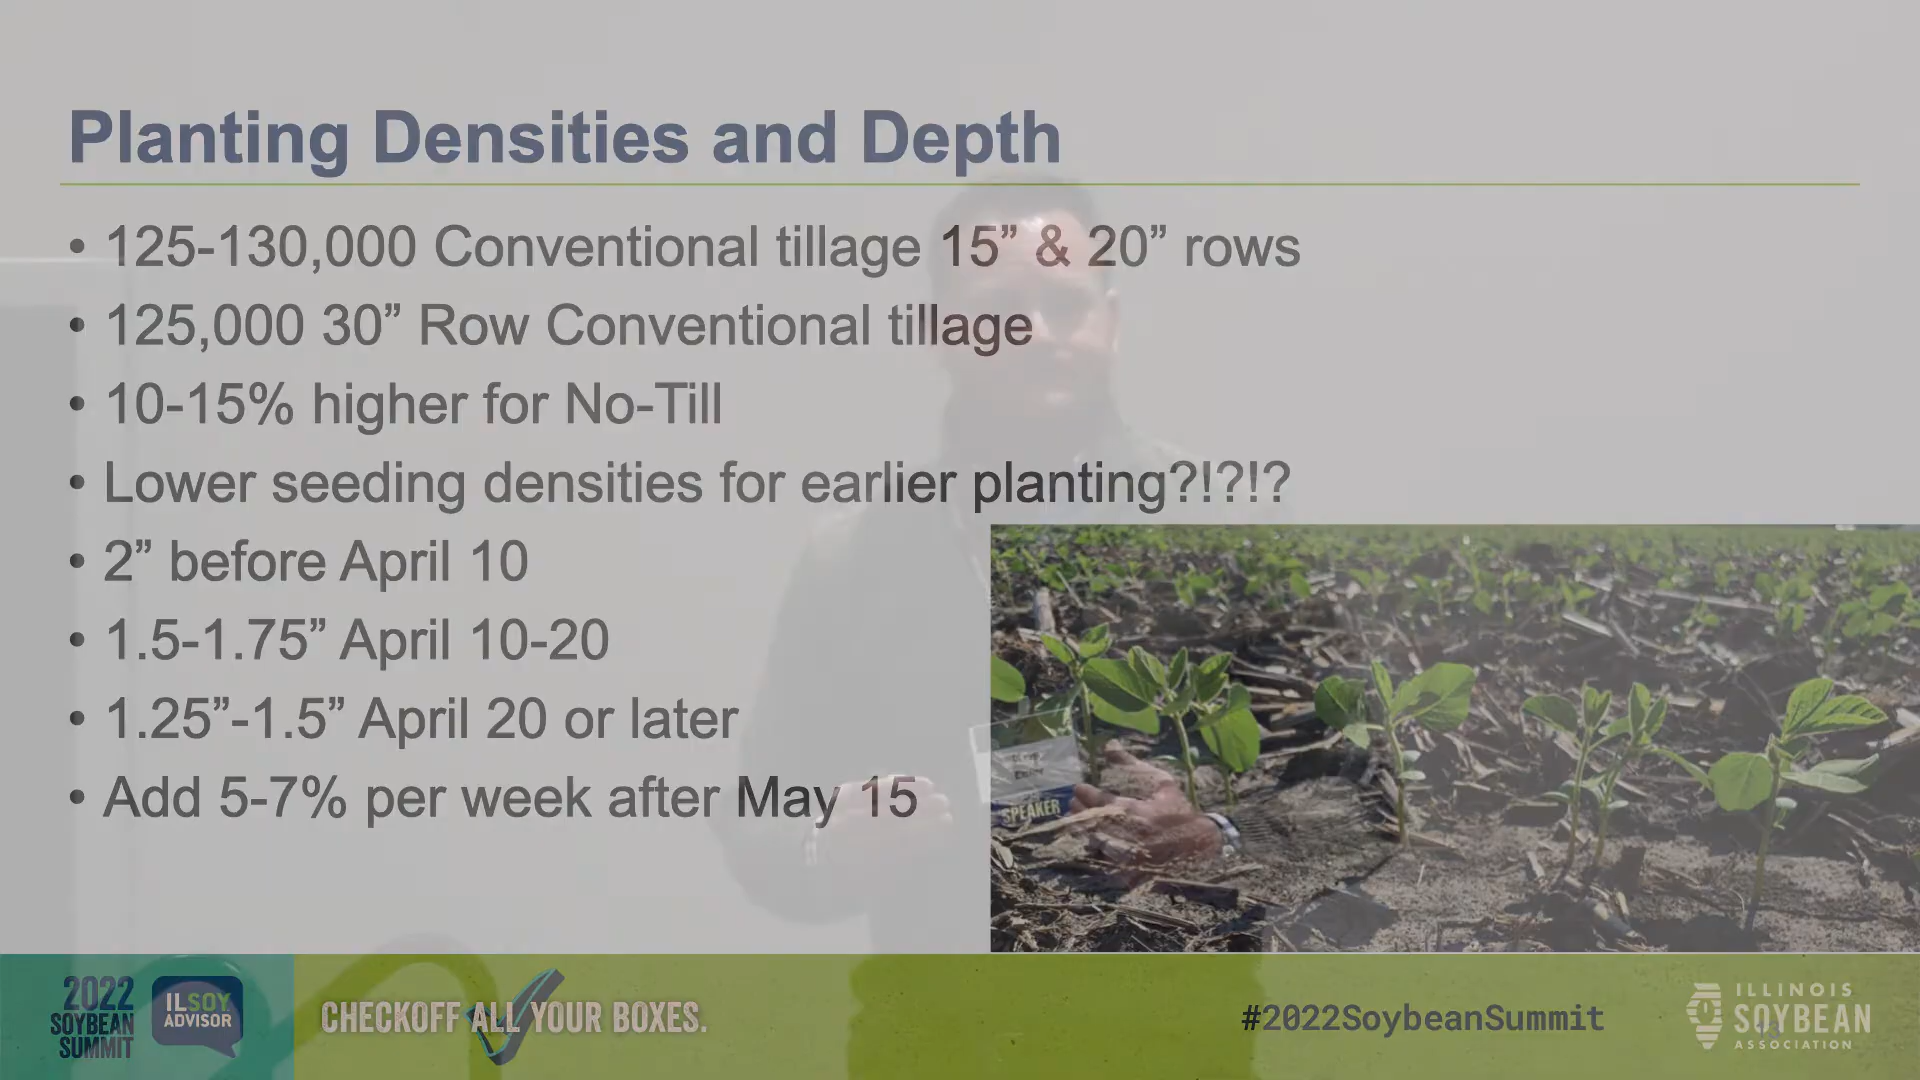 Planting Densities and Depth
• 125-130,000 Conventional tillage 15” & 20” rows
• 125,000 30” Row Conventional tillage
• 10-15% higher for No-Till
• Lower seeding densities for earlier planting?!?!?
• 2” before April 10
• 1.5-1.75” April 10-20
• 1.25”-1.5” April 20 or later
• Add 5-7% per week after May 15
SPEAKER
2022
SOYBEAN
SUMMIT
ILSOY
ADVISOR
CHECKOFF ALL YOUR BOXES.
#2022SoybeanSummit
ILLINOIS
SOYBEAN
ASSOCIATION